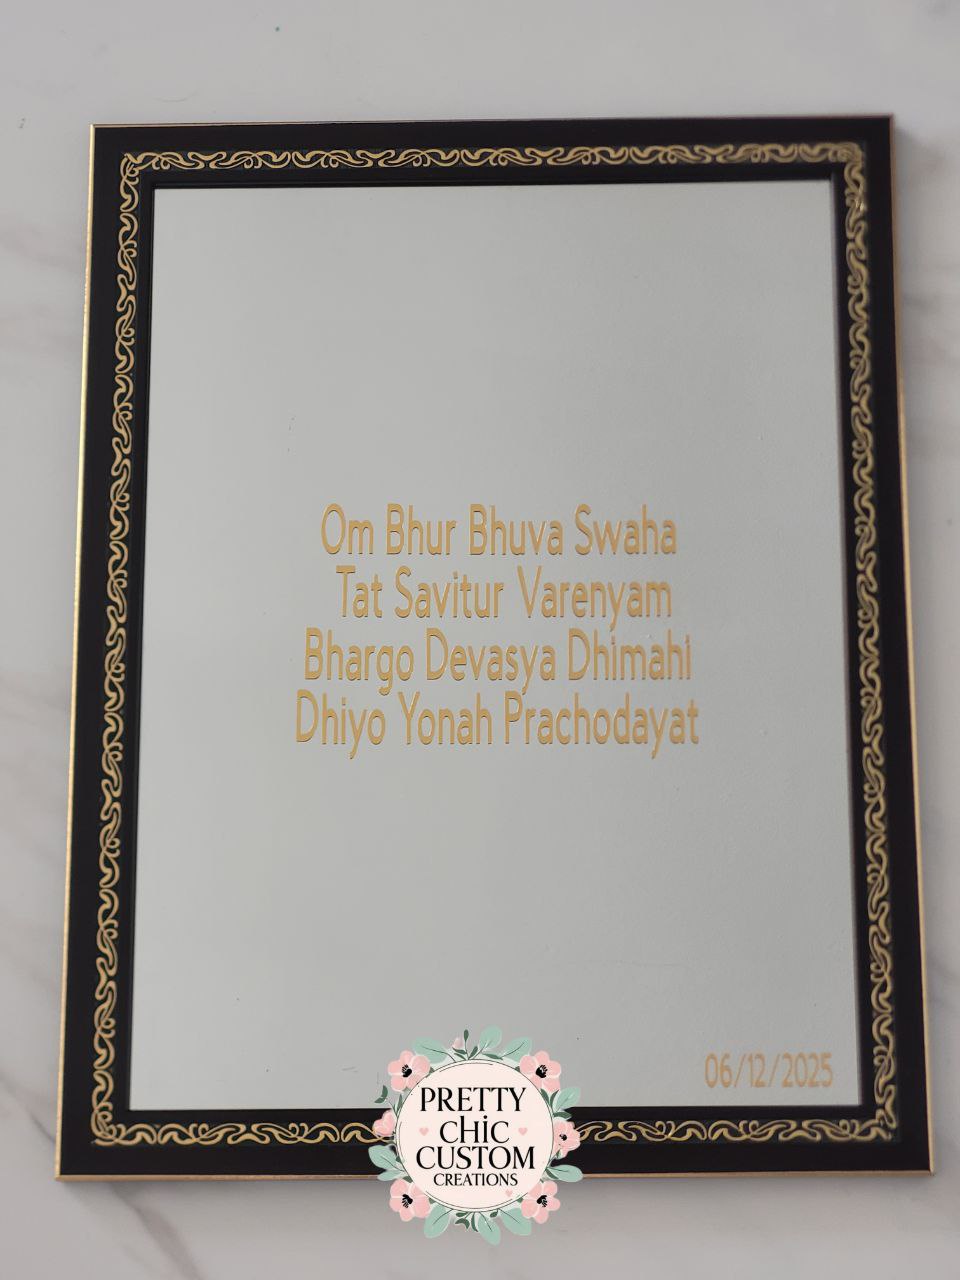 Om Bhur Bhuva Swaha
Tat Savitur Varenyam
Bhargo Devasya Dhimahi
Dhiyo Yonah Prachodayat
06/12/2025
PRETTY
CHiC
CUSTOM
CREATIONS